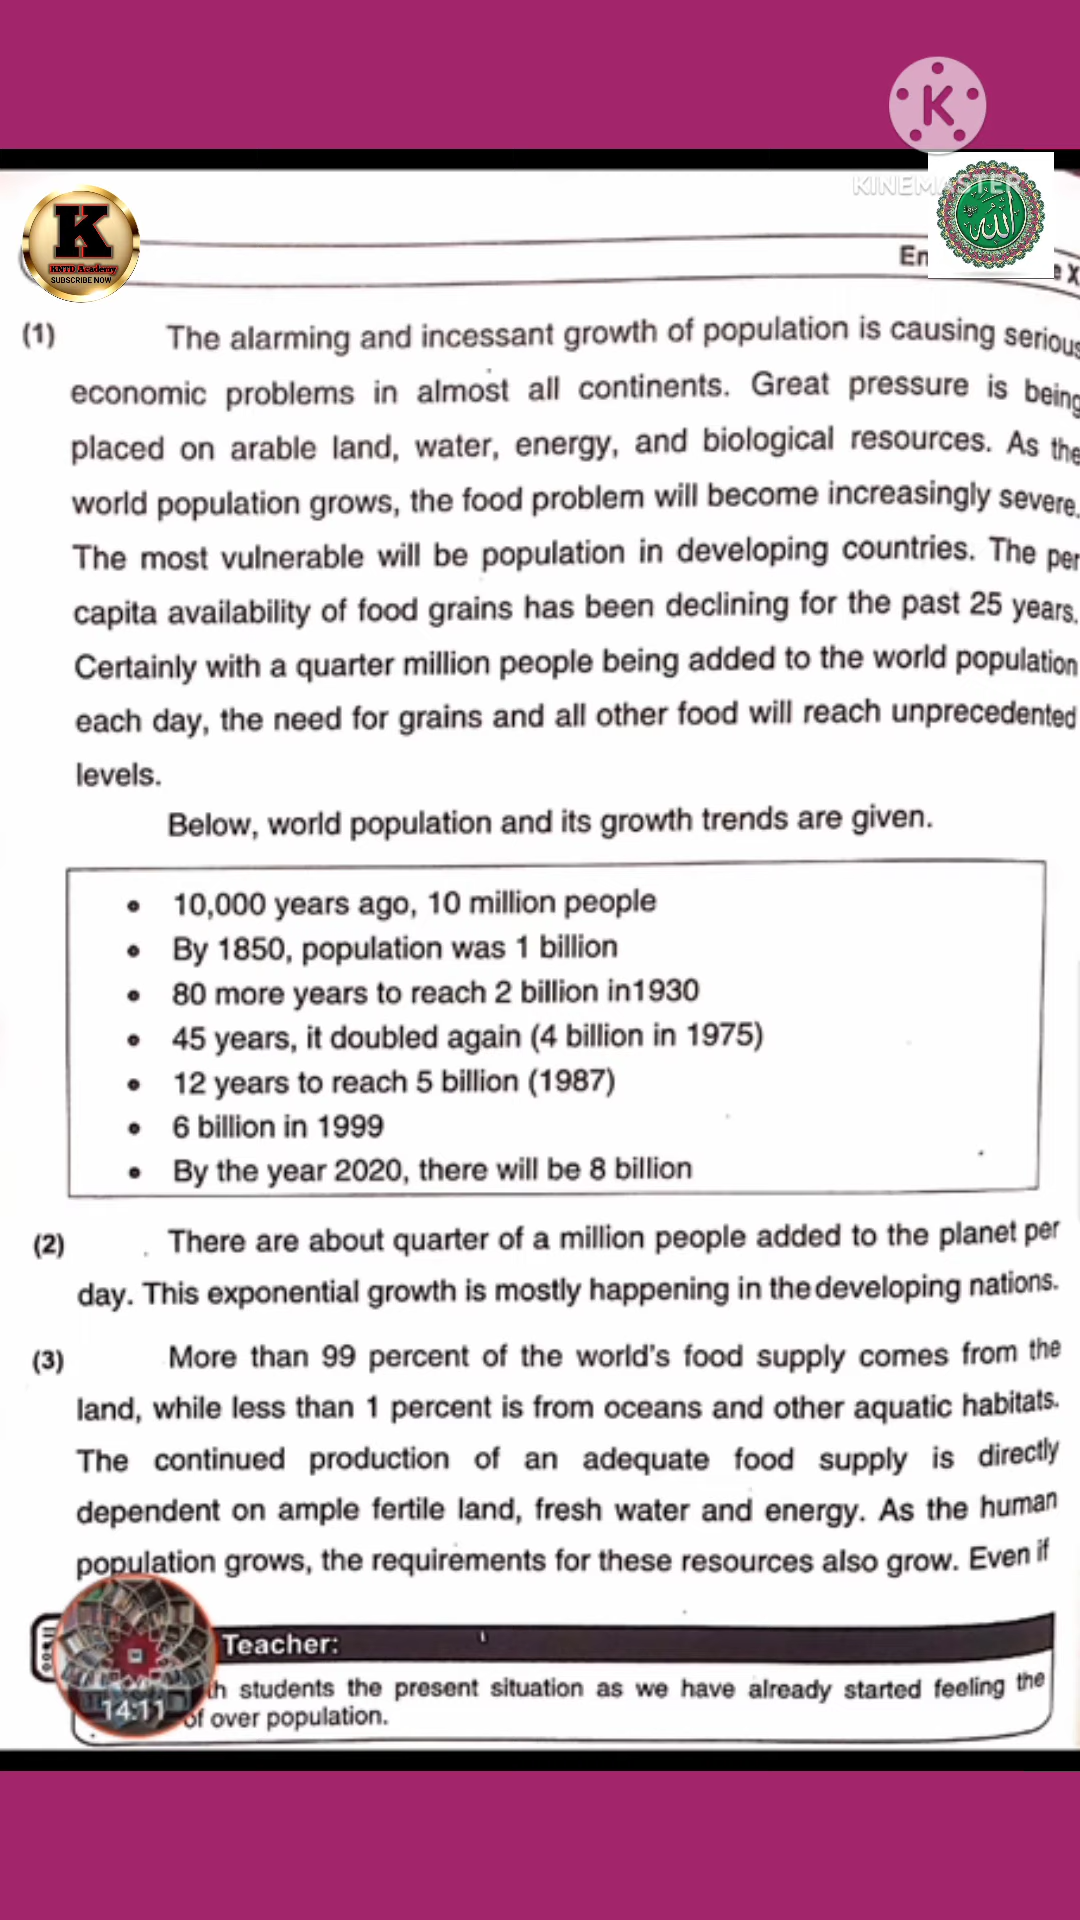 K
KINEMASTER
K
KNTD Academy
SUBSCRIBE NOW
الله
(1) The alarming and incessant growth of population is causing serious
economic problems in almost all continents. Great pressure is being
placed on arable land, water, energy, and biological resources. As the
world population grows, the food problem will become increasingly severe.
The most vulnerable will be population in developing countries. The per
capita availability of food grains has been declining for the past 25 years.
Certainly with a quarter million people being added to the world population
each day, the need for grains and all other food will reach unprecedented
levels.
Below, world population and its growth trends are given.
• 10,000 years ago, 10 million people
• By 1850, population was 1 billion
• 80 more years to reach 2 billion in1930
• 45 years, it doubled again (4 billion in 1975)
• 12 years to reach 5 billion (1987)
• 6 billion in 1999
• By the year 2020, there will be 8 billion
(2) There are about quarter of a million people added to the planet per
day. This exponential growth is mostly happening in the developing nations.
(3) More than 99 percent of the world's food supply comes from the
land, while less than 1 percent is from oceans and other aquatic habitats.
The continued production of an adequate food supply is directly
dependent on ample fertile land, fresh water and energy. As the human
population grows, the requirements for these resources also grow. Even if
Teacher:
students the present situation as we have already started feeling the
of over population.
14:11